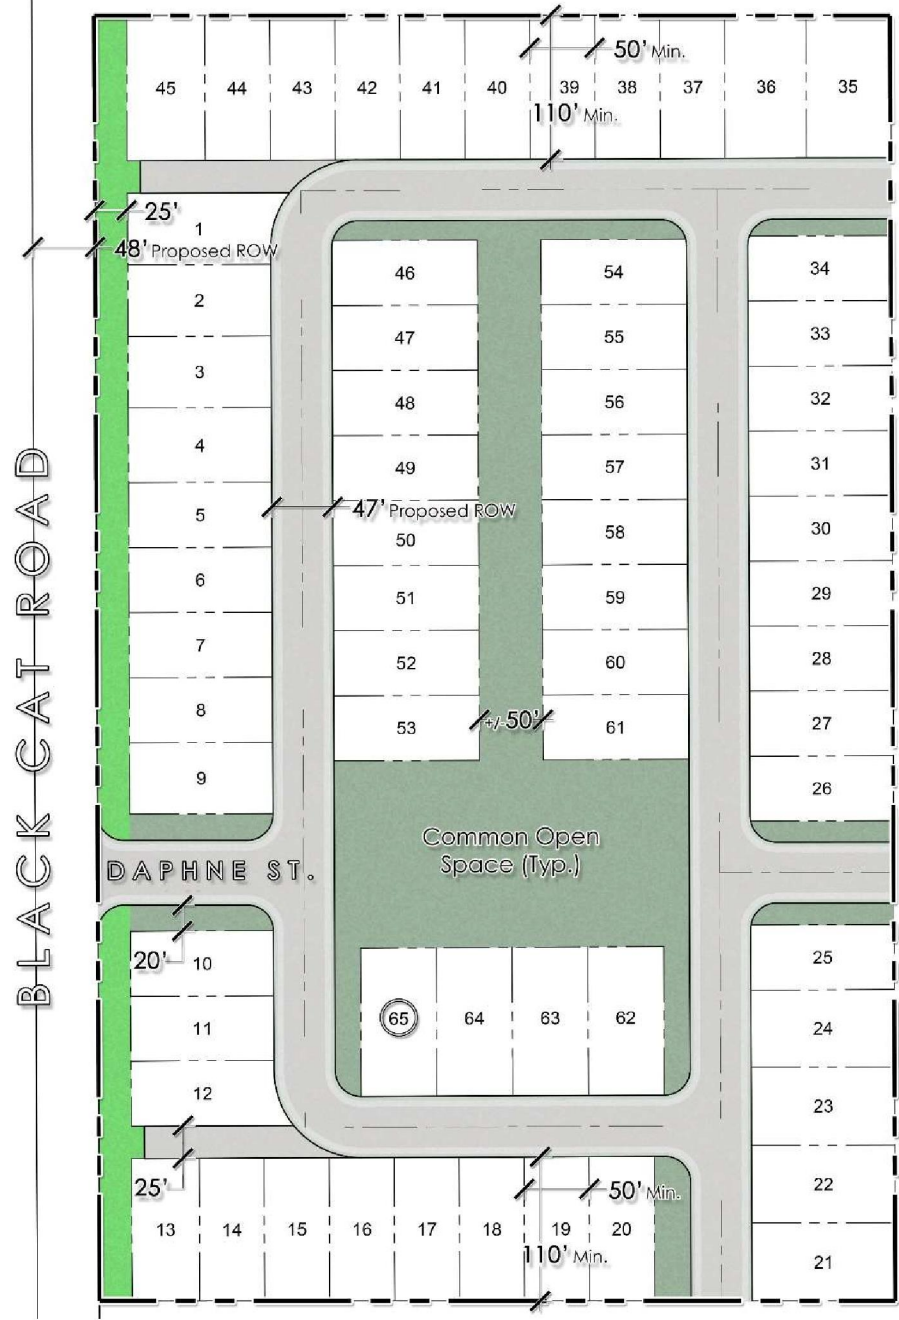 50' Min.
45 44 43 42 41 40 39 38 37 36 35
110' Min.
25'
1
48' Proposed ROW
46 54 34
2
47 55 33
3
48 56 32
4
49 57 31
47' Proposed ROW
5
50 58 30
6
51 59 29
7
52 60 28
8
53 +/-50' 61 27
9
26
Common Open
Space (Typ.)
DAPHNE ST.
BLACK CAT ROAD
20'
10
25
65 64 63 62
11
24
12
23
25'
50' Min.
22
13 14 15 16 17 18 19 20
110' Min.
21